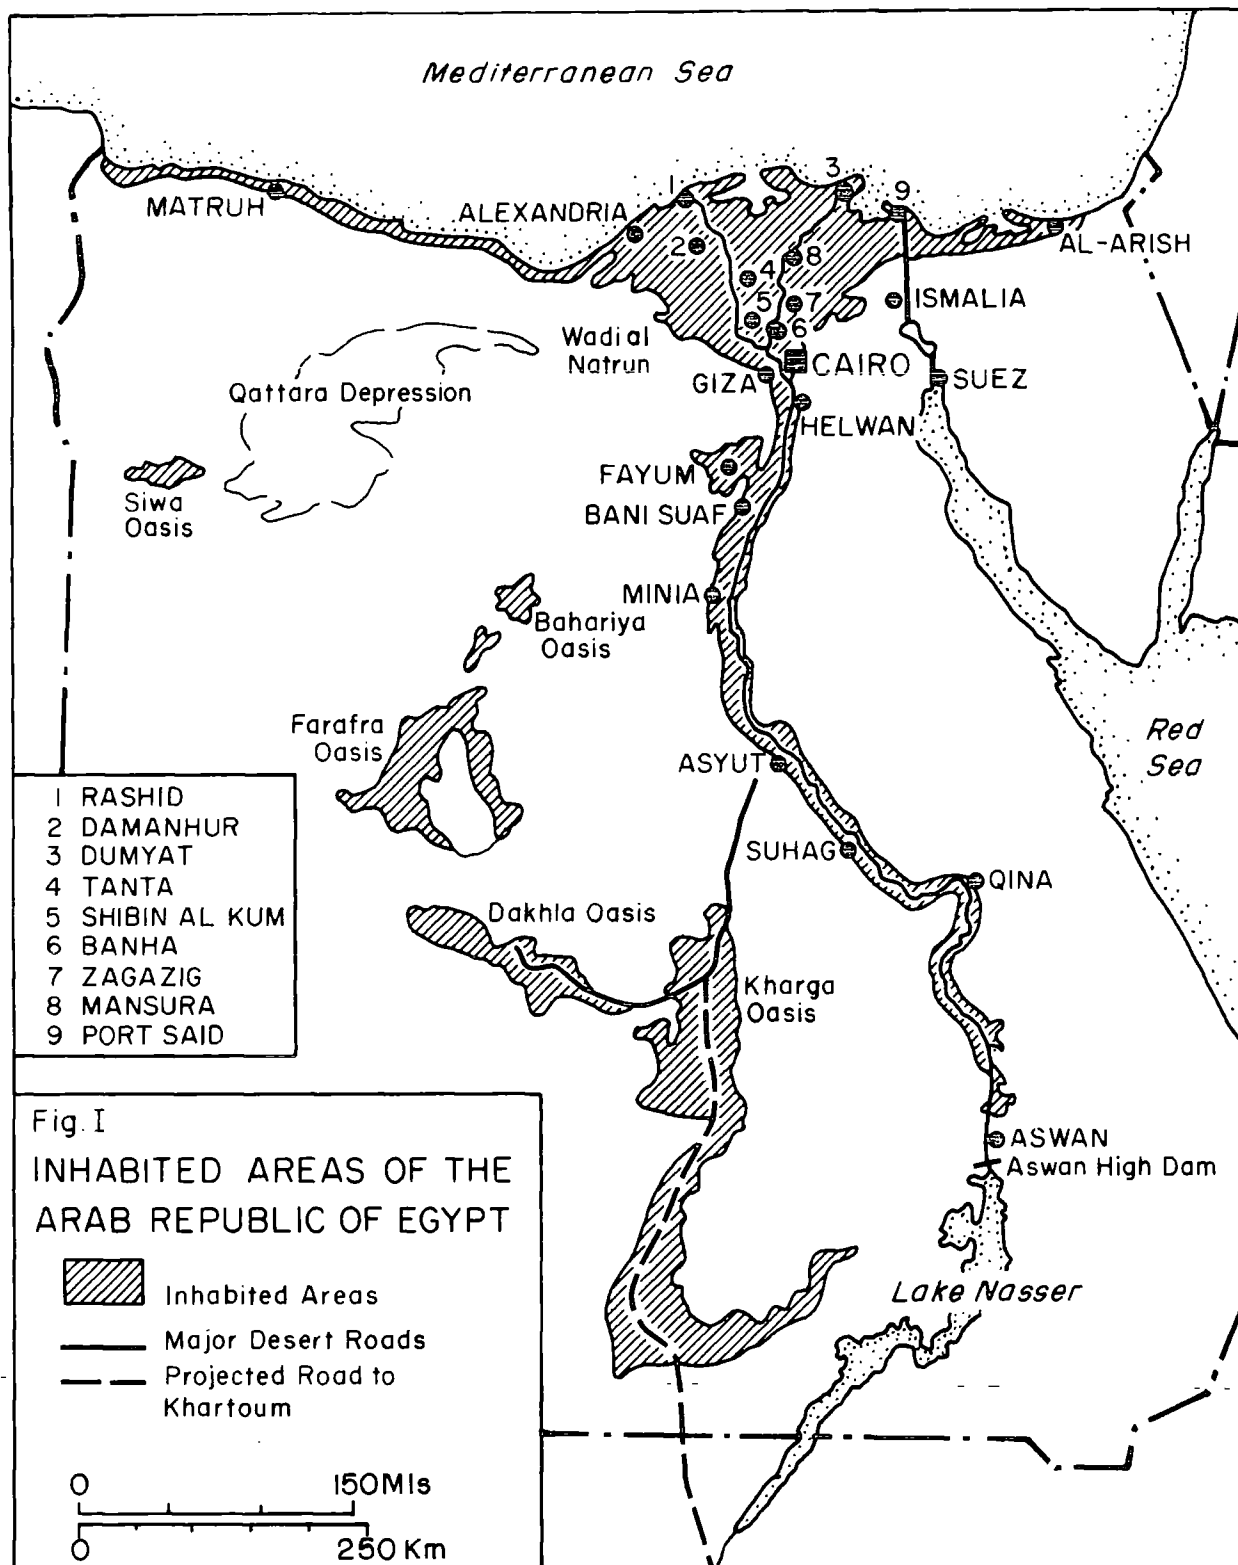 Mediterranean Sea
MATRUH
ALEXANDRIA
1
2
3
4
5
6
7
8
9
AL-ARISH
ISMALIA
Wadi al
Natrun
CAIRO
GIZA
SUEZ
HELWAN
Qattara Depression
Siwa
Oasis
FAYUM
BANI SUAF
MINIA
Bahariya
Oasis
Farafra
Oasis
Red
Sea
ASYUT
SUHAG
QINA
1 RASHID
2 DAMANHUR
3 DUMYAT
4 TANTA
5 SHIBIN AL KUM
6 BANHA
7 ZAGAZIG
8 MANSURA
9 PORT SAID
Dakhla Oasis
Kharga
Oasis
ASWAN
Aswan High Dam
Lake Nasser
Fig. I
INHABITED AREAS OF THE
ARAB REPUBLIC OF EGYPT
Inhabited Areas
Major Desert Roads
Projected Road to
Khartoum
0 150 Mls
0 250 Km